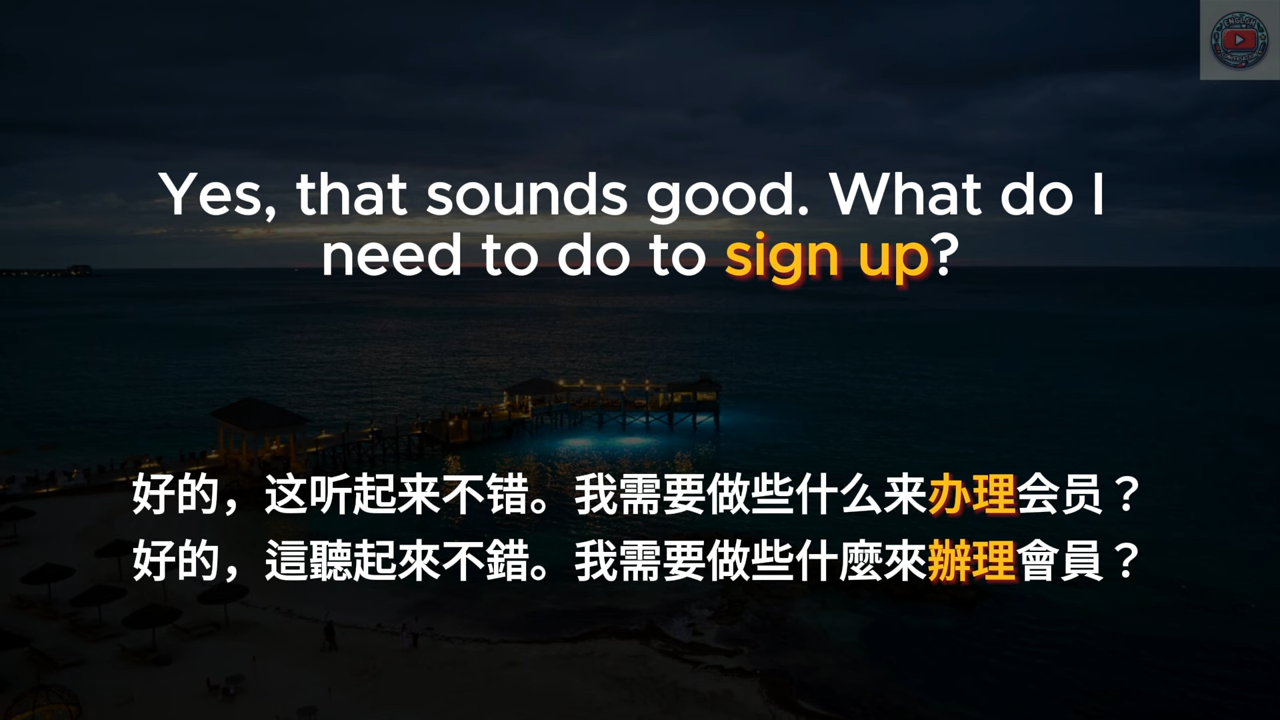 Yes, that sounds good. What do I
need to do to sign up?
好的，这听起来不错。我需要做些什么来办理会员？
好的，這聽起來不錯。我需要做些什麼來辦理會員？